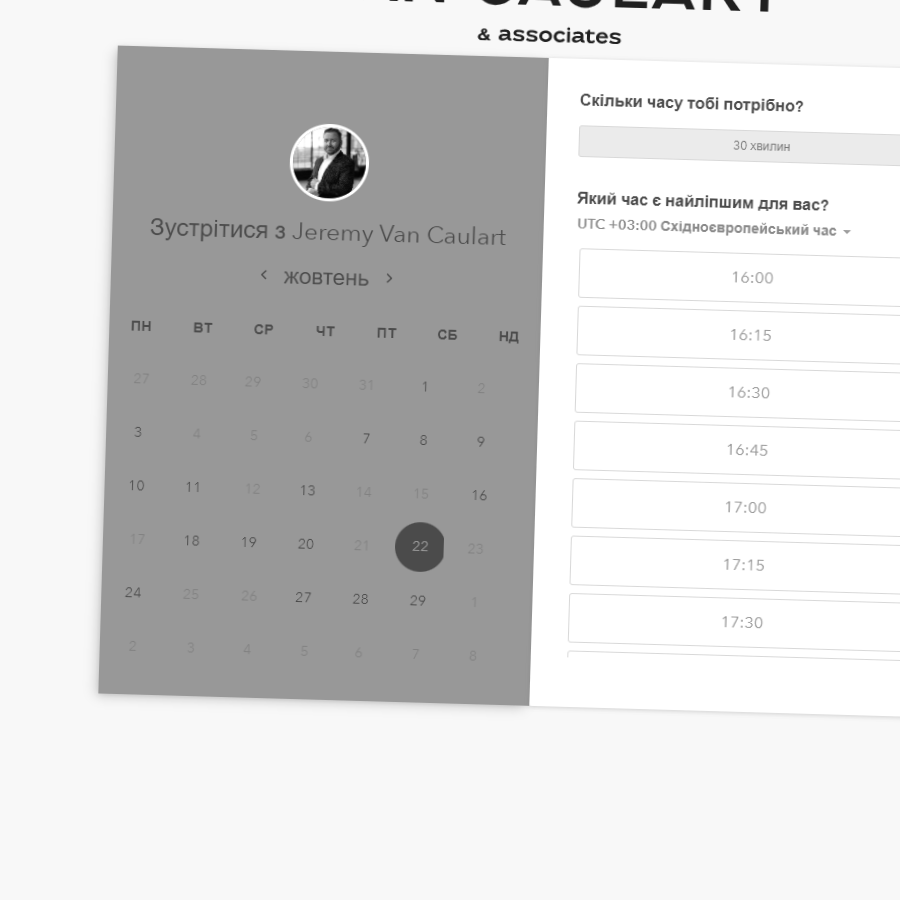 CAULART
& associates
Зустрітися з Jeremy Van Caulart
жовтень
ПН ВТ СР ЧТ ПТ СБ НД
27 28 29 30 31 1 2
3 4 5 6 7 8 9
10 11 12 13 14 15 16
17 18 19 20 21 22 23
24 25 26 27 28 29 1
2 3 4 5 6 7 8
Скільки часу тобі потрібно?
30 хвилин
Який час є найліпшим для вас?
UTC +03:00 Східноєвропейський час
16:00
16:15
16:30
16:45
17:00
17:15
17:30